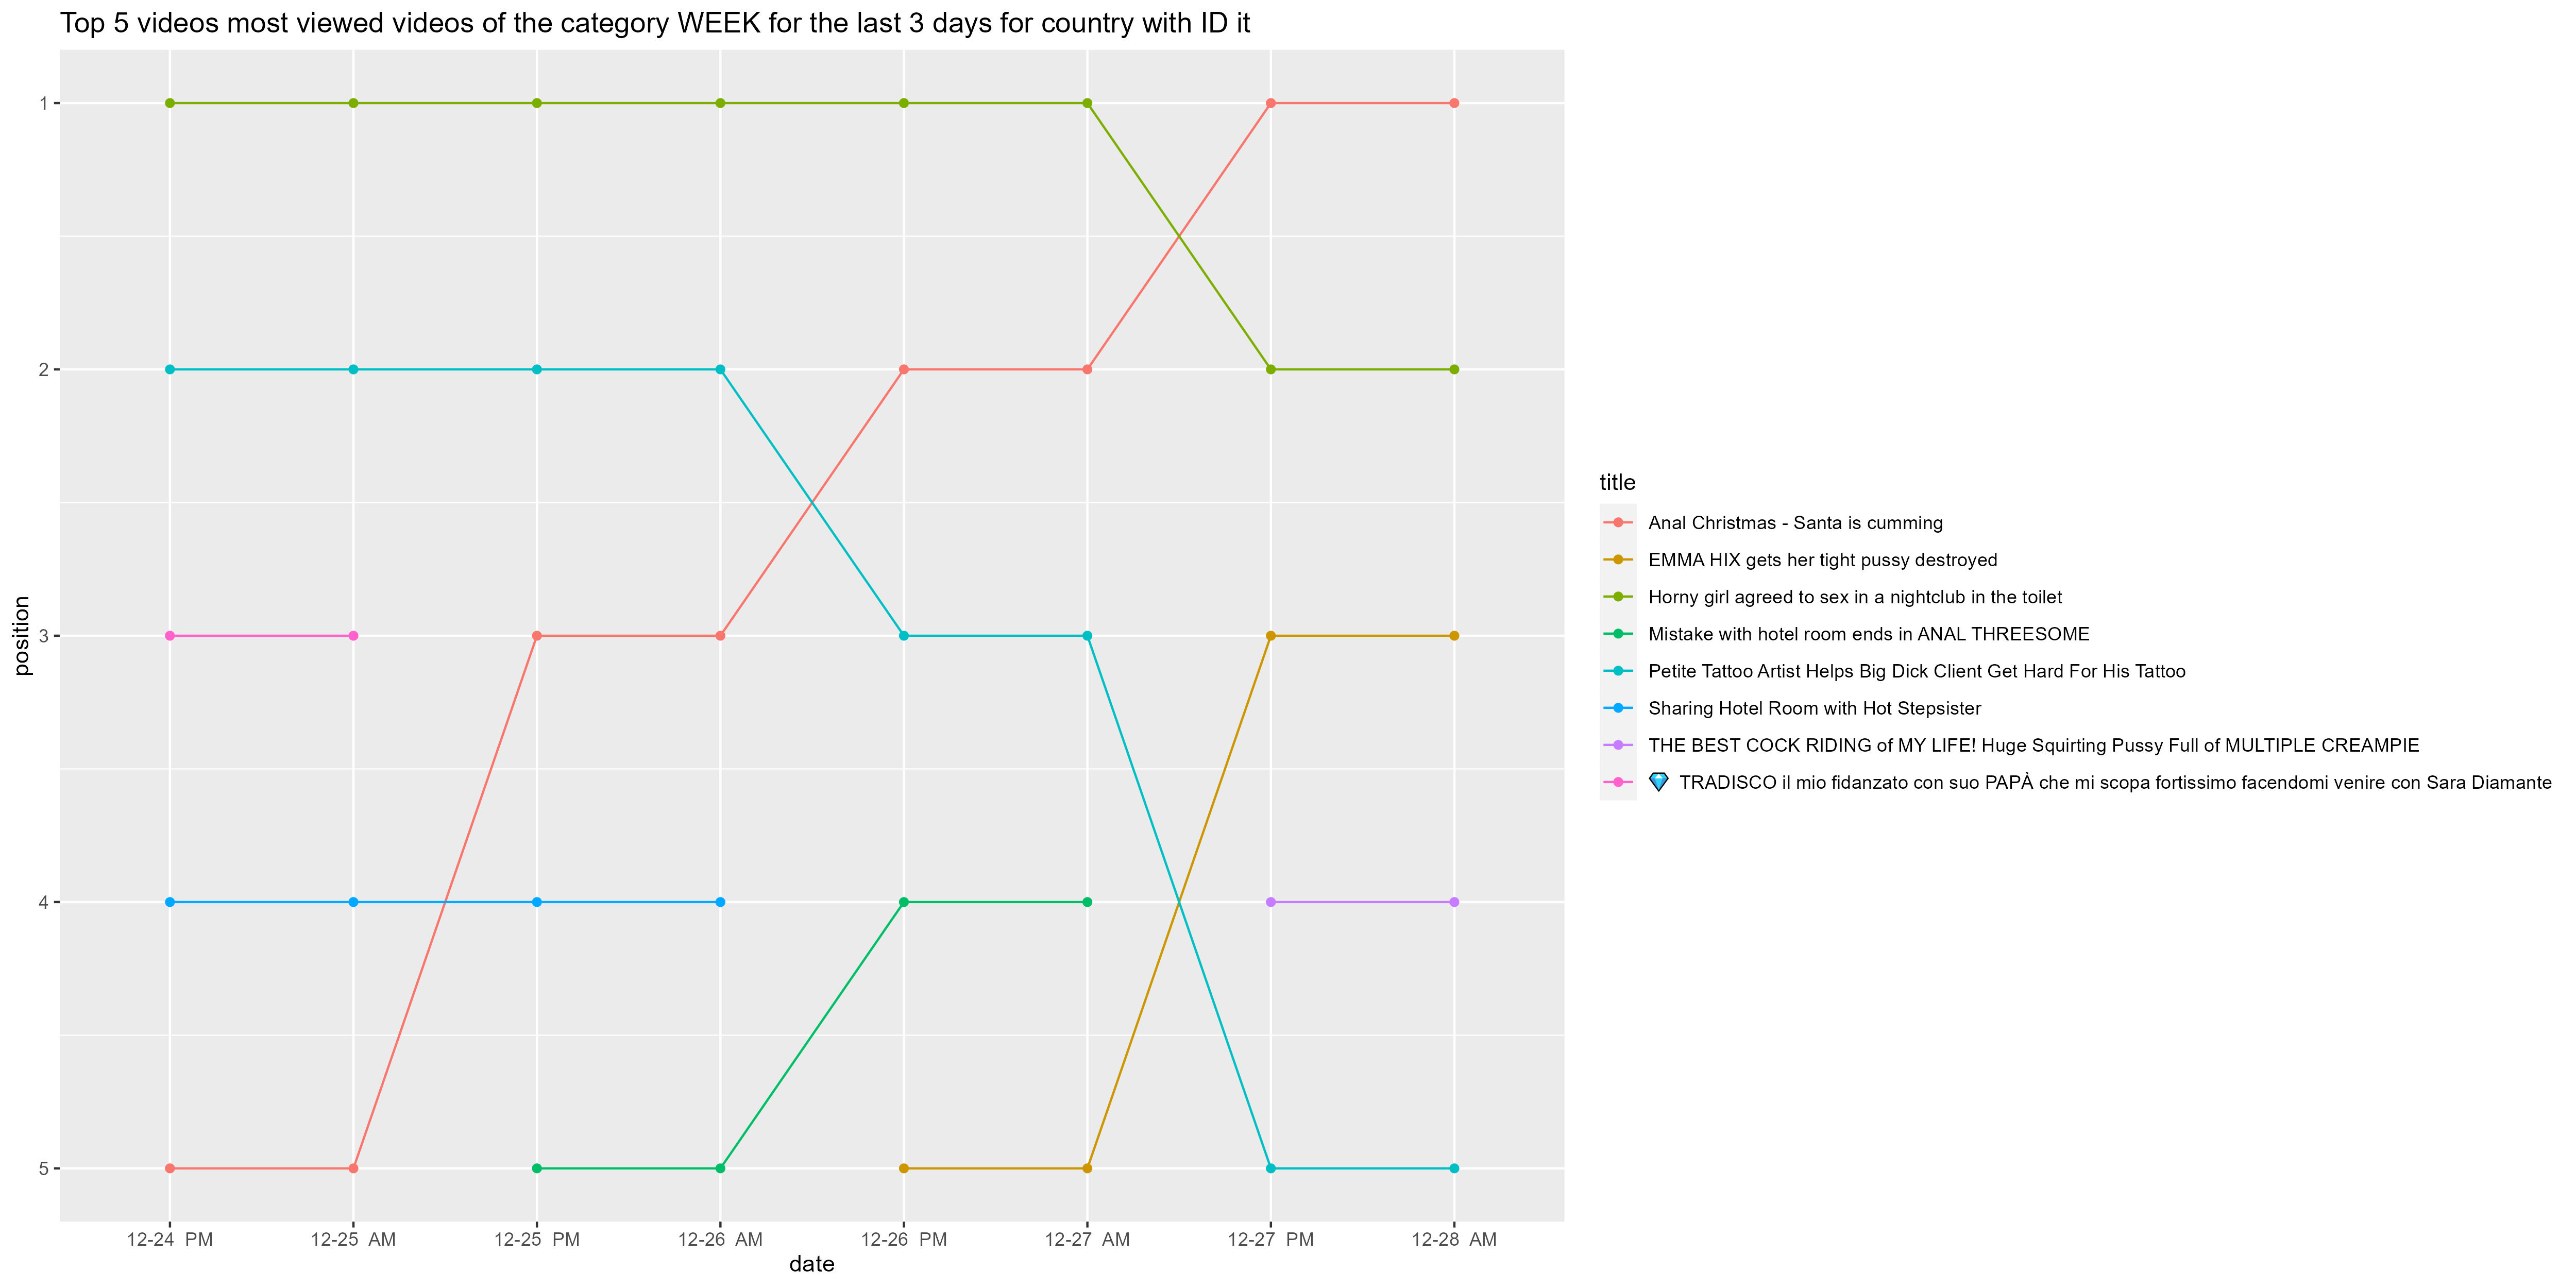 Top 5 videos most viewed videos of the category WEEK for the last 3 days for country with ID it
position
1
2
3
4
5
12-24 PM
12-25 AM
12-25 PM
12-26 AM
12-26 PM
12-27 AM
12-27 PM
12-28 AM
date
title
Anal Christmas - Santa is cumming
EMMA HIX gets her tight pussy destroyed
Horny girl agreed to sex in a nightclub in the toilet
Mistake with hotel room ends in ANAL THREESOME
Petite Tattoo Artist Helps Big Dick Client Get Hard For His Tattoo
Sharing Hotel Room with Hot Stepsister
THE BEST COCK RIDING of MY LIFE! Huge Squirting Pussy Full of MULTIPLE CREAMPIE
💎 TRADISCO il mio fidanzato con suo PAPÀ che mi scopa fortissimo facendomi venire con Sara Diamante